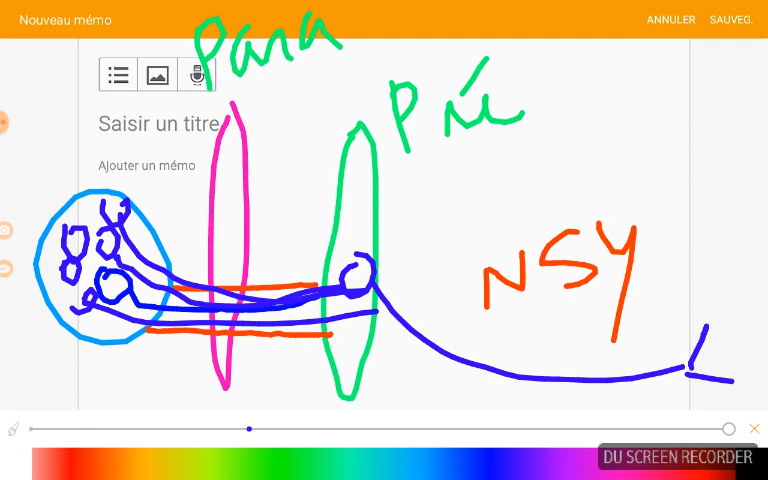 Nouveau mémo
ANNULER SAUVEG.
Para
Pré
Saisir un titre
Ajouter un mémo
NSY
DU SCREEN RECORDER